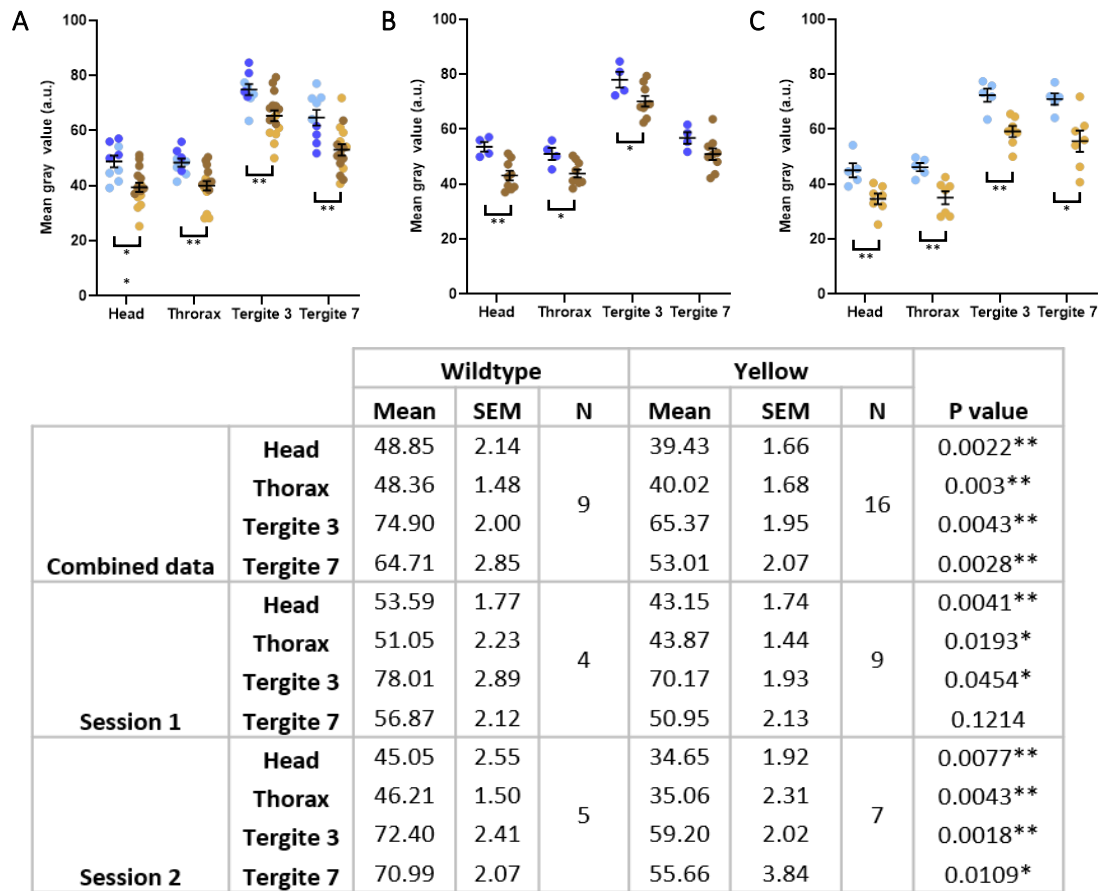 A
Mean gray value (a.u.)
100
80
60
40
20
0
*
*
**
**
**
Head Throrax Tergite 3 Tergite 7
B
Mean gray value (a.u.)
100
80
60
40
20
0
**
*
*
Head Throrax Tergite 3 Tergite 7
C
Mean gray value (a.u.)
100
80
60
40
20
0
**
**
**
*
Head Throrax Tergite 3 Tergite 7
Wildtype Yellow
Mean SEM N Mean SEM N P value
Head 48.85 2.14 39.43 1.66 0.0022**
Thorax 48.36 1.48 40.02 1.68 0.003**
9 16
Tergite 3 74.90 2.00 65.37 1.95 0.0043**
Combined data Tergite 7 64.71 2.85 53.01 2.07 0.0028**
Head 53.59 1.77 43.15 1.74 0.0041**
Thorax 51.05 2.23 43.87 1.44 0.0193*
4 9
Tergite 3 78.01 2.89 70.17 1.93 0.0454*
Session 1 Tergite 7 56.87 2.12 50.95 2.13 0.1214
Head 45.05 2.55 34.65 1.92 0.0077**
Thorax 46.21 1.50 35.06 2.31 0.0043**
5 7
Tergite 3 72.40 2.41 59.20 2.02 0.0018**
Session 2 Tergite 7 70.99 2.07 55.66 3.84 0.0109*